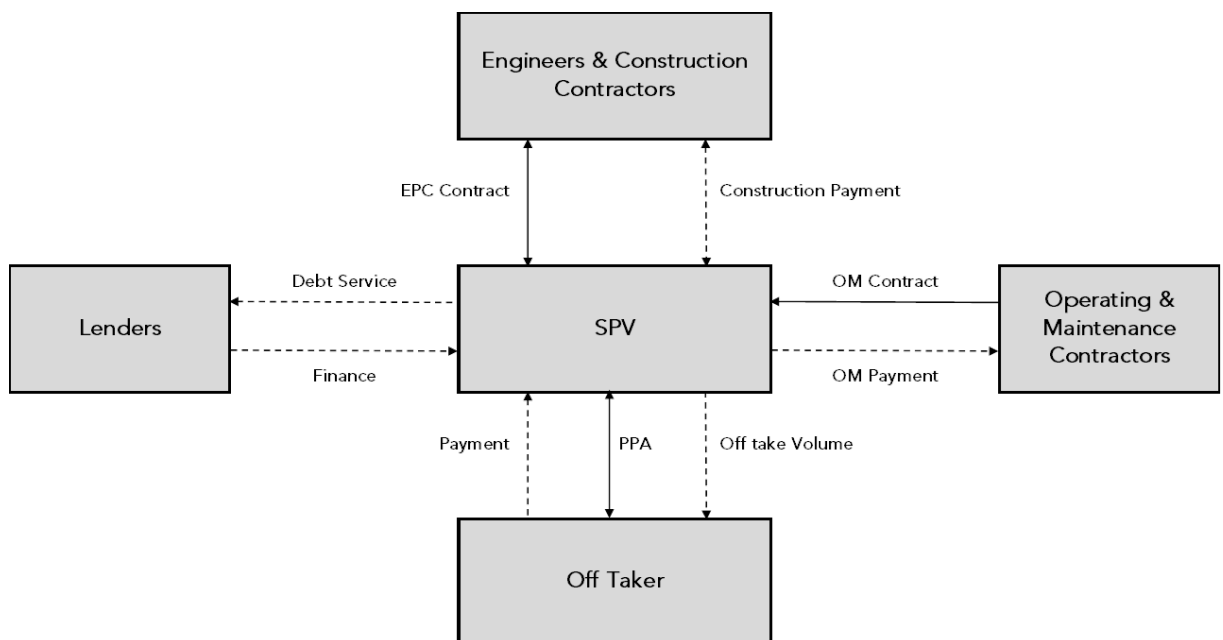 Engineers & Construction
Contractors
EPC Contract
Construction Payment
Debt Service
OM Contract
Lenders
SPV
Operating &
Maintenance
Contractors
Finance
OM Payment
Payment
PPA
Off take Volume
Off Taker